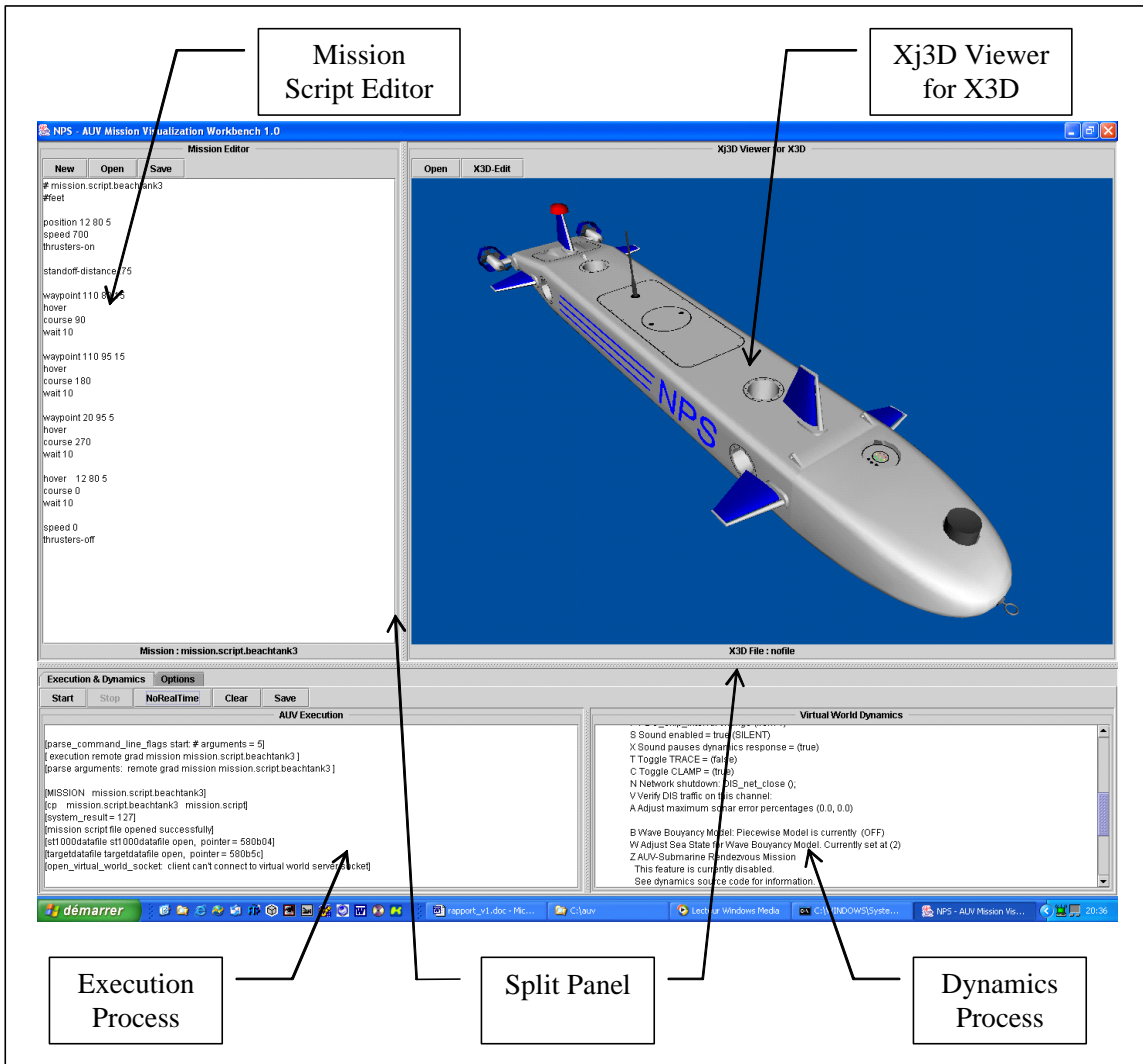 Mission
Script Editor
Xj3D Viewer
for X3D
NPS - AUV Mission Visualization Workbench 1.0
Mission Editor
New Open Save
# mission.script.beachtank3
#feet
position 12 80 5
speed 700
thrusters-on
standoff-distance 75
waypoint 110 80 15
hover
course 90
wait 10
waypoint 110 95 15
hover
course 180
wait 10
waypoint 20 95 5
hover
course 270
wait 10
hover 12 80 5
course 0
wait 10
speed 0
thrusters-off
Mission : mission.script.beachtank3
Xj3D Viewer for X3D
Open X3D-Edit
NPS
X3D File : nofile
Execution & Dynamics Options
Start Stop NoRealTime Clear Save
AUV Execution
[parse_command_line_flags start: # arguments = 5]
[ execution remote grad mission mission.script.beachtank3 ]
[parse arguments: remote grad mission mission.script.beachtank3 ]
[MISSION mission.script.beachtank3]
[cp mission.script.beachtank3 mission.script]
[system_result = 127]
[mission script file opened successfully]
[st1000datafile st1000datafile open, pointer = 580b04]
[targetdatafile targetdatafile open, pointer = 580b5c]
[open_virtual_world_socket: client can't connect to virtual world server socket]
Virtual World Dynamics
S Sound enabled = true (SILENT)
X Sound pauses dynamics response = (true)
T Toggle TRACE = (false)
C Toggle CLAMP = (true)
N Network shutdown: DIS_net_close ();
V Verify DIS traffic on this channel:
A Adjust maximum sonar error percentages (0.0, 0.0)
B Wave Bouyancy Model: Piecewise Model is currently (OFF)
W Adjust Sea State for Wave Bouyancy Model. Currently set at (2)
Z AUV-Submarine Rendezvous Mission
This feature is currently disabled.
See dynamics source code for information.
démarrer
rapport_v1.doc - Mic...
C:\auv
Lecteur Windows Media
C:\WINDOWS\Syste...
NPS - AUV Mission Vis...
20:36
Execution
Process
Split Panel
Dynamics
Process